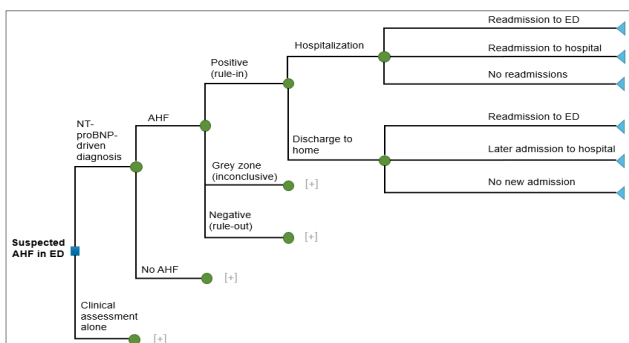 Readmission to ED
Hospitalization
Readmission to hospital
Positive
(rule-in)
No readmissions
AHF
NT-
proBNP-
driven
diagnosis
Readmission to ED
Discharge to
home
Later admission to hospital
Grey zone
(inconclusive)
[+]
No new admission
Negative
(rule-out)
[+]
Suspected
AHF in ED
No AHF
[+]
Clinical
assessment
alone
[+]